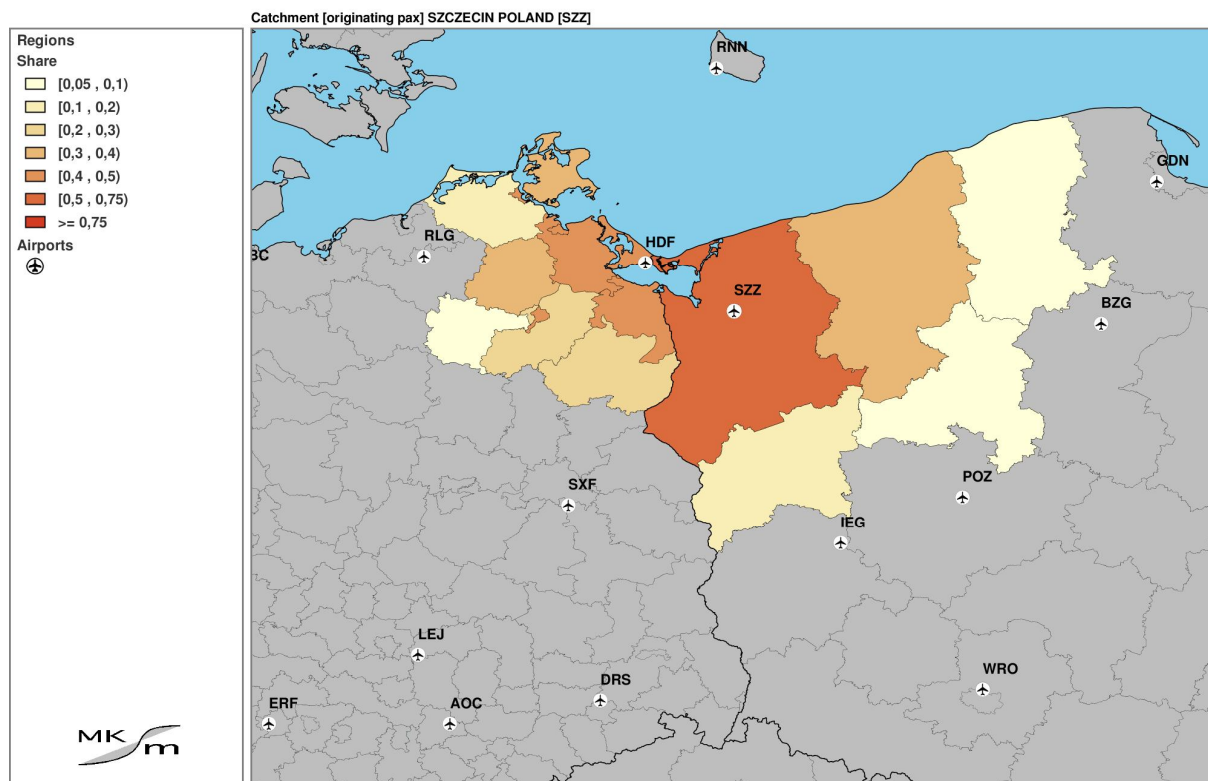 Catchment [originating pax] SZCZECIN POLAND [SZZ]
Regions
Share
[0,05 , 0,1)
[0,1 , 0,2)
[0,2 , 0,3)
[0,3 , 0,4)
[0,4 , 0,5)
[0,5 , 0,75)
>= 0,75
Airports
RNN
GDN
RLG
HDF
BC
SZZ
BZG
SXF
POZ
IEG
LEJ
WRO
DRS
ERF
AOC
MK
m